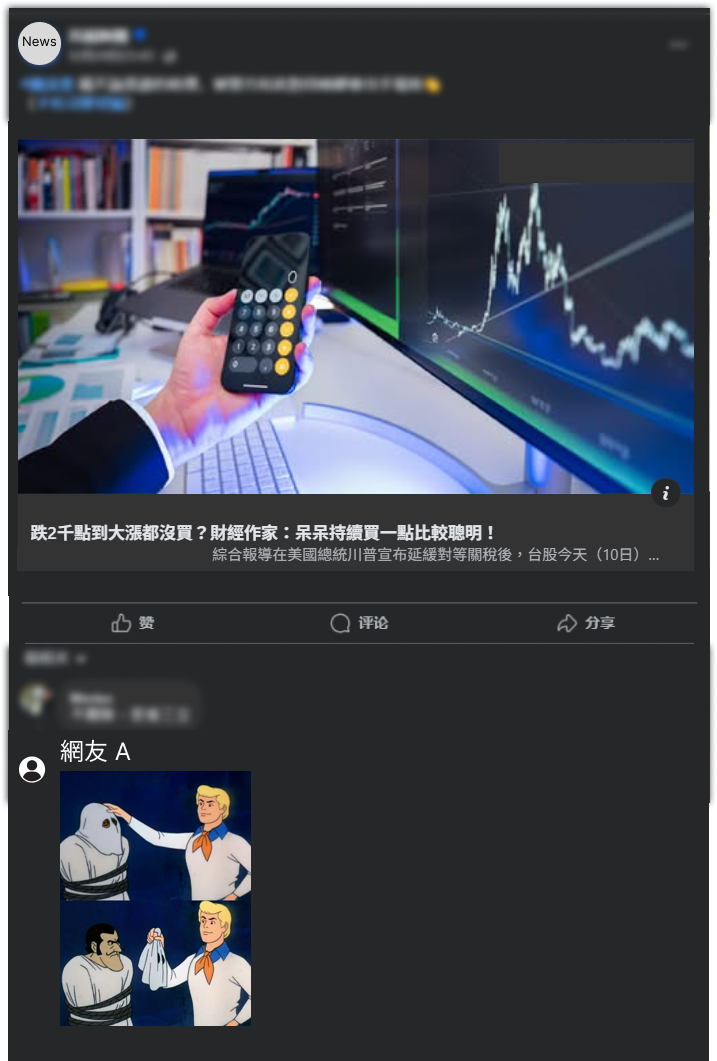 News
跌2千點到大漲都沒買？財經作家：呆呆持續買一點比較聰明！
綜合報導在美國總統川普宣布延緩對等關稅後，台股今天（10日）...
赞 评论 分享
網友 A